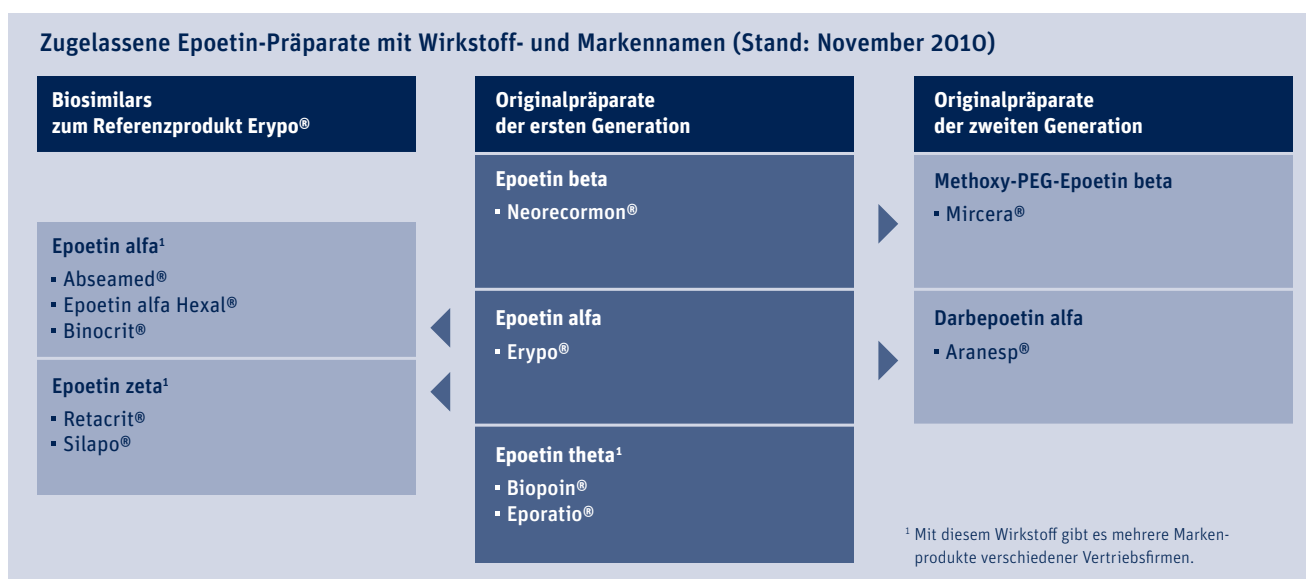 Zugelassene Epoetin-Präparate mit Wirkstoff- und Markennamen (Stand: November 2010)
Biosimilars
zum Referenzprodukt Erypo®
Epoetin alfa¹
▪ Abseamed®
▪ Epoetin alfa Hexal®
▪ Binocrit®
Epoetin zeta¹
▪ Retacrit®
▪ Silapo®
Originalpräparate
der ersten Generation
Epoetin beta
▪ Neorecormon®
Epoetin alfa
▪ Erypo®
Epoetin theta¹
▪ Biopoin®
▪ Eporatio®
Originalpräparate
der zweiten Generation
Methoxy-PEG-Epoetin beta
▪ Mircera®
Darbepoetin alfa
▪ Aranesp®
¹ Mit diesem Wirkstoff gibt es mehrere Marken-
produkte verschiedener Vertriebsfirmen.